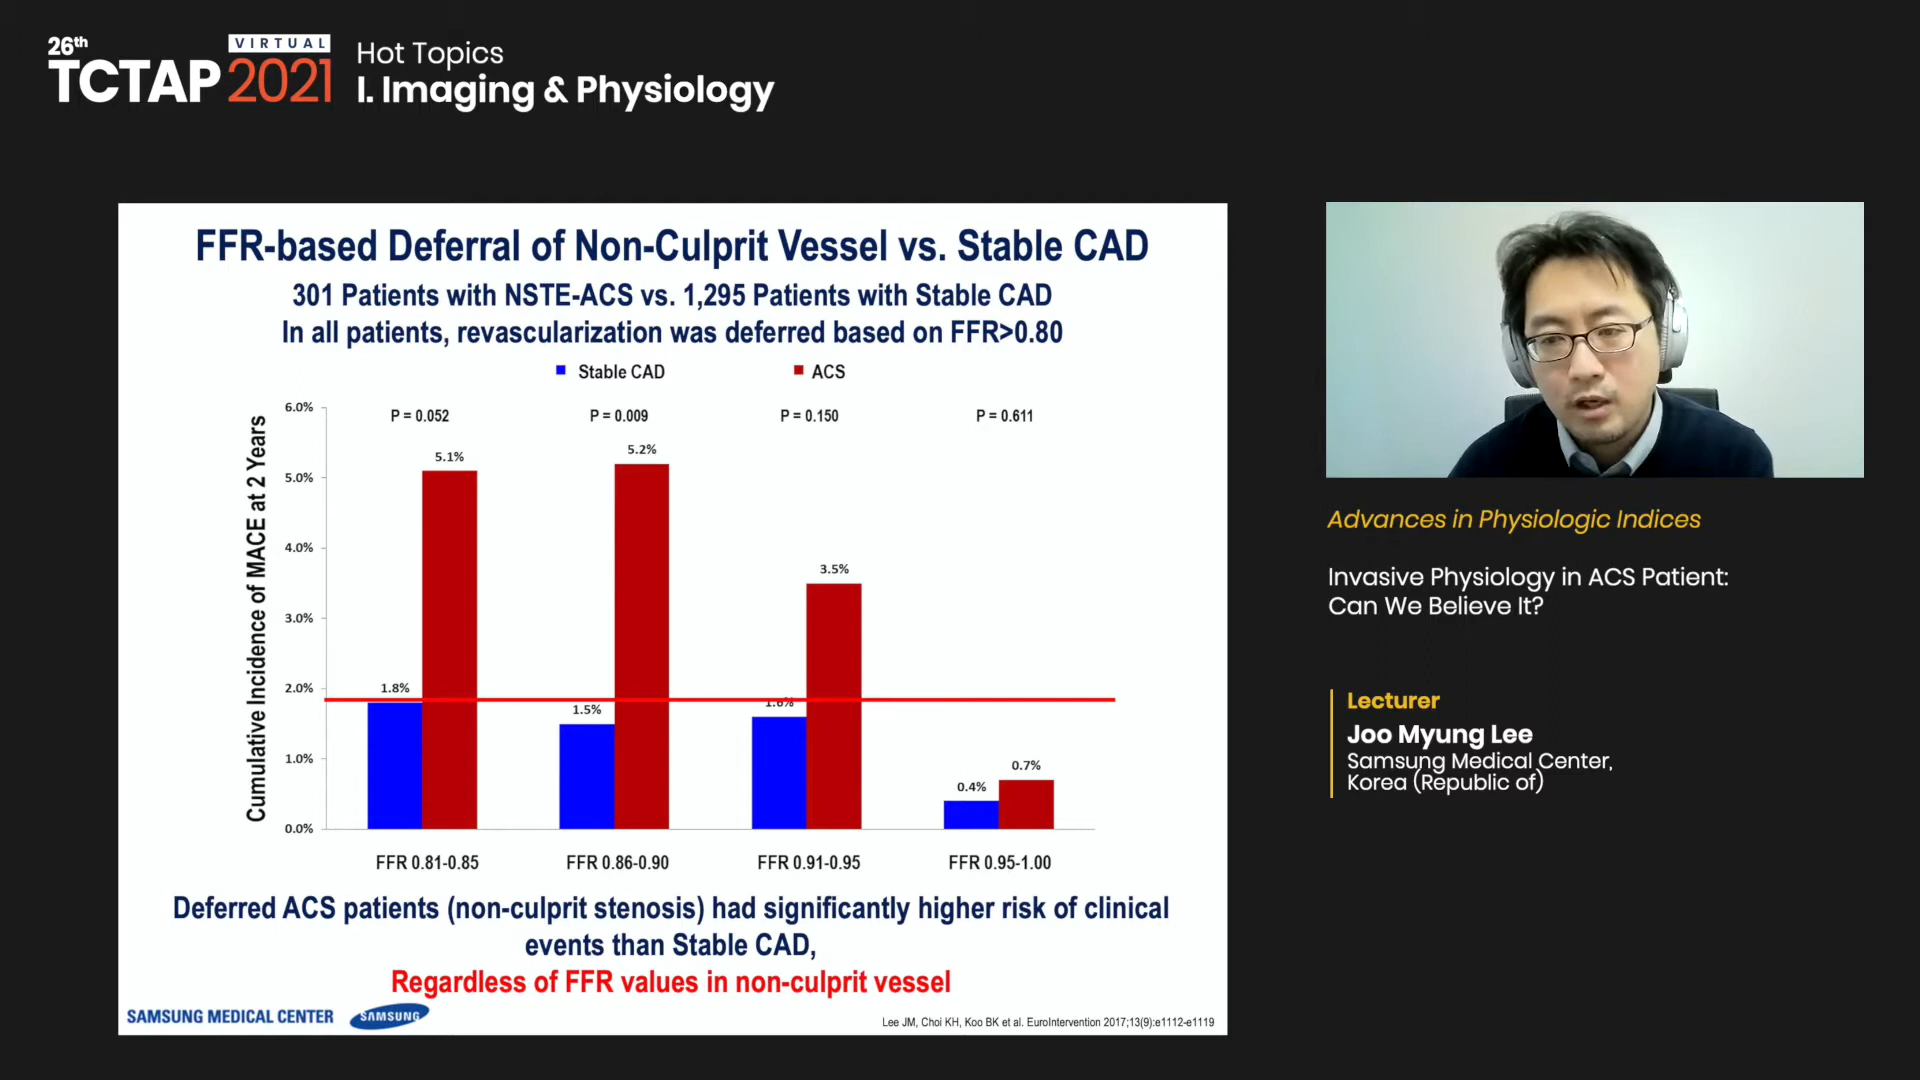 26th
VIRTUAL
TCTAP 2021
Hot Topics
I. Imaging & Physiology
FFR-based Deferral of Non-Culprit Vessel vs. Stable CAD
301 Patients with NSTE-ACS vs. 1,295 Patients with Stable CAD
In all patients, revascularization was deferred based on FFR>0.80
Stable CAD
ACS
Cumulative Incidence of MACE at 2 Years
6.0%
5.0%
4.0%
3.0%
2.0%
1.0%
0.0%
P = 0.052
P = 0.009
P = 0.150
P = 0.611
1.8%
5.1%
1.5%
5.2%
1.6%
3.5%
0.4%
0.7%
FFR 0.81-0.85
FFR 0.86-0.90
FFR 0.91-0.95
FFR 0.95-1.00
Deferred ACS patients (non-culprit stenosis) had significantly higher risk of clinical
events than Stable CAD,
Regardless of FFR values in non-culprit vessel
SAMSUNG MEDICAL CENTER
SAMSUNG
Lee JM, Choi KH, Koo BK et al. EuroIntervention 2017;13(9):e1112-e1119
Advances in Physiologic Indices
Invasive Physiology in ACS Patient:
Can We Believe It?
Lecturer
Joo Myung Lee
Samsung Medical Center,
Korea (Republic of)